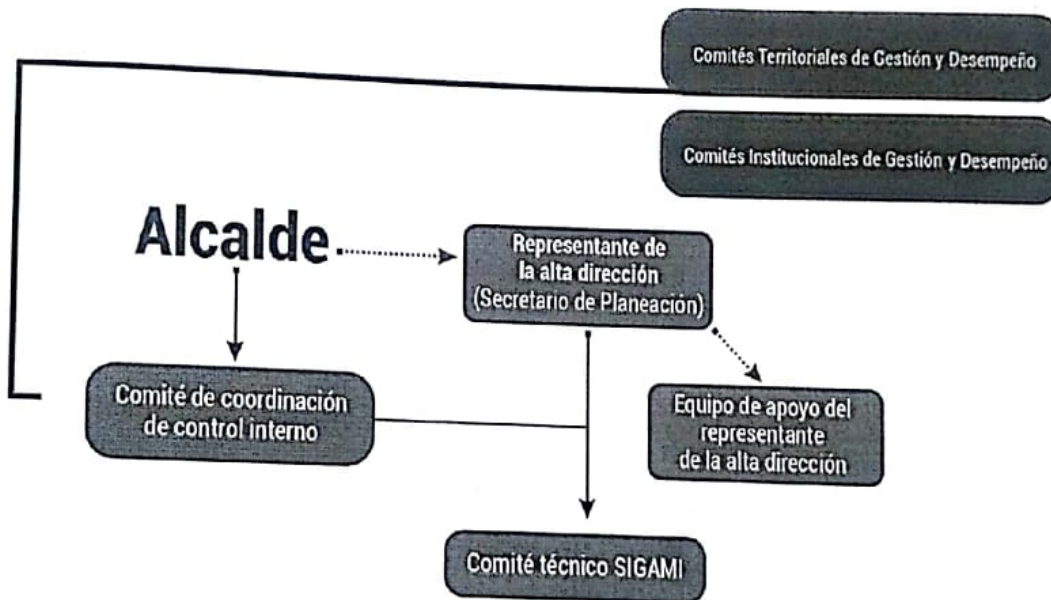 Comités Territoriales de Gestión y Desempeño
Comités Institucionales de Gestión y Desempeño
Alcalde
Representante de
la alta dirección
(Secretario de Planeación)
Comité de coordinación
de control interno
Equipo de apoyo del
representante
de la alta dirección
Comité técnico SIGAMI